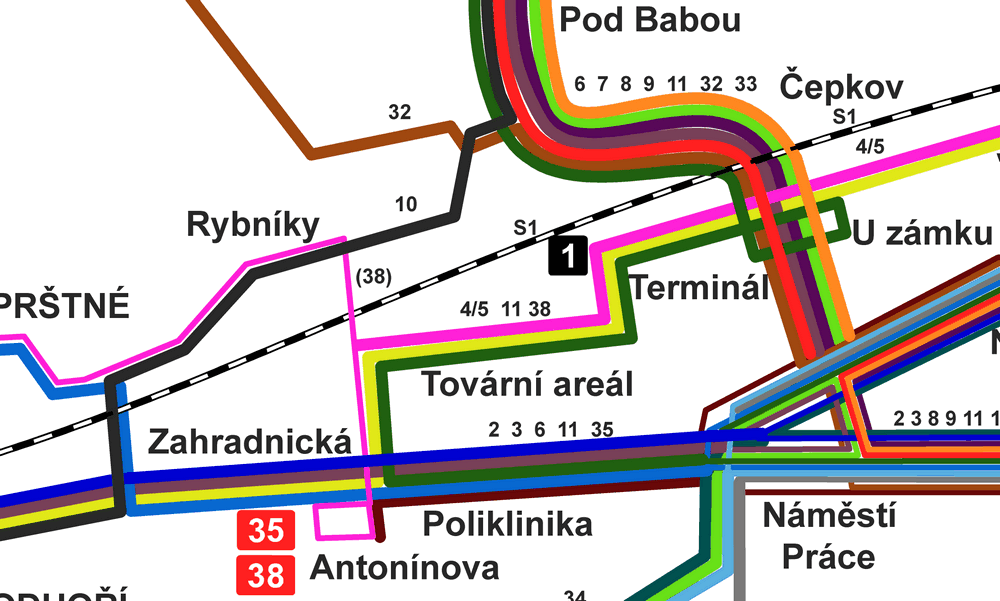 Pod Babou
6 7 8 9 11 32 33
Čepkov
S1
4/5
32
10
Rybníky
S1
1
U zámku
(38)
PRŠTNÉ
Terminál
4/5 11 38
Tovární areál
2 3 8 9 11 1
2 3 6 11 35
Zahradnická
35
Poliklinika
Náměstí
Práce
38
Antonínova
34